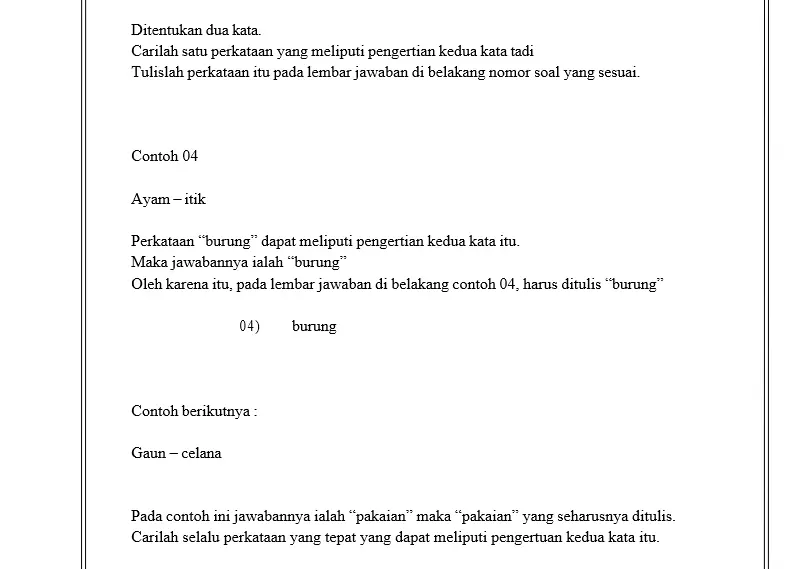 Ditentukan dua kata.
Carilah satu perkataan yang meliputi pengertian kedua kata tadi
Tulislah perkataan itu pada lembar jawaban di belakang nomor soal yang sesuai.
Contoh 04
Ayam – itik
Perkataan “burung” dapat meliputi pengertian kedua kata itu.
Maka jawabannya ialah “burung”
Oleh karena itu, pada lembar jawaban di belakang contoh 04, harus ditulis “burung”
04) burung
Contoh berikutnya :
Gaun – celana
Pada contoh ini jawabannya ialah “pakaian” maka “pakaian” yang seharusnya ditulis.
Carilah selalu perkataan yang tepat yang dapat meliputi pengertuan kedua kata itu.